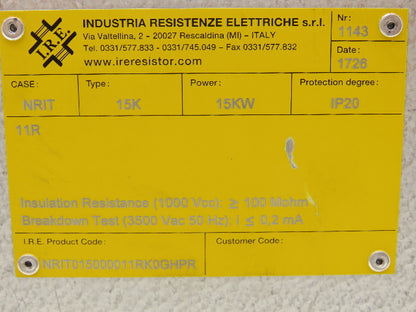 I.R.E.
INDUSTRIA RESISTENZE ELETTRICHE s.r.l.
Via Valtellina, 2 - 20027 Rescaldina (MI) - ITALY
Tel. 0331/577.833 - 0331/745.049 - Fax 0331/577.832
www.ireresistor.com
Nr:
1143
Date:
1726
CASE: Type: Power: Protection degree:
NRIT 15K 15KW IP20
11R
Insulation Resistance (1000 Vcc): ≥ 100 Mohm
Breakdown Test (3500 Vac 50 Hz): I ≤ 0,2 mA
I.R.E. Product Code: Customer Code:
NRIT015000011RK0GHPR